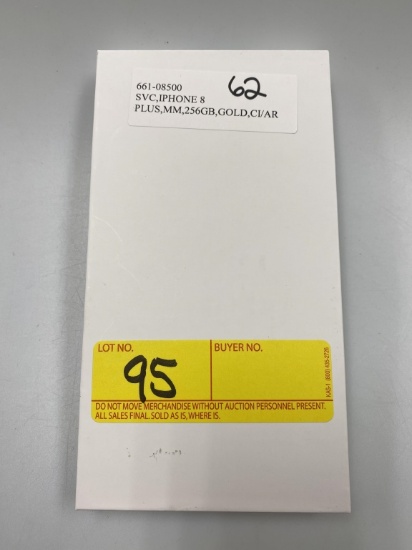 661-08500
62
SVC,IPHONE 8
PLUS,MM,256GB,GOLD,CI/AR
LOT NO.
BUYER NO.
95
DO NOT MOVE MERCHANDISE WITHOUT AUCTION PERSONNEL PRESENT.
ALL SALES FINAL. SOLD AS IS, WHERE IS.